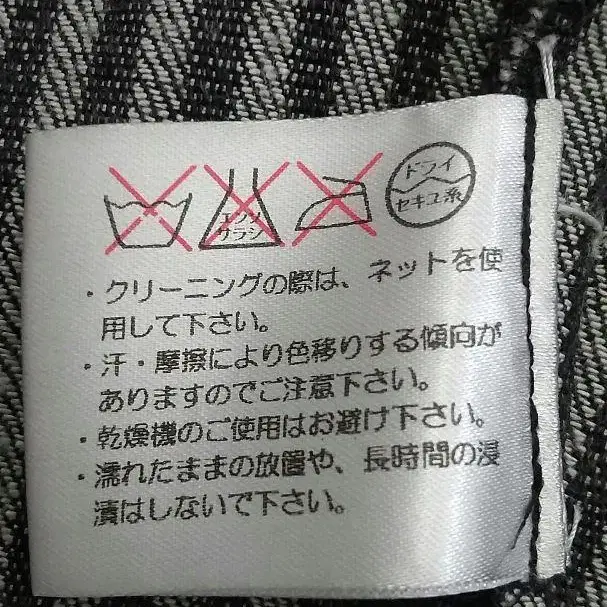 エンソ
サラシ
ドライ
セキユ系
・クリーニングの際は、ネットを使
用して下さい。
・汗・摩擦により色移りする傾向が
ありますのでご注意下さい。
・乾燥機のご使用はお避け下さい。
・濡れたままの放置や、長時間の浸
漬はしないで下さい。